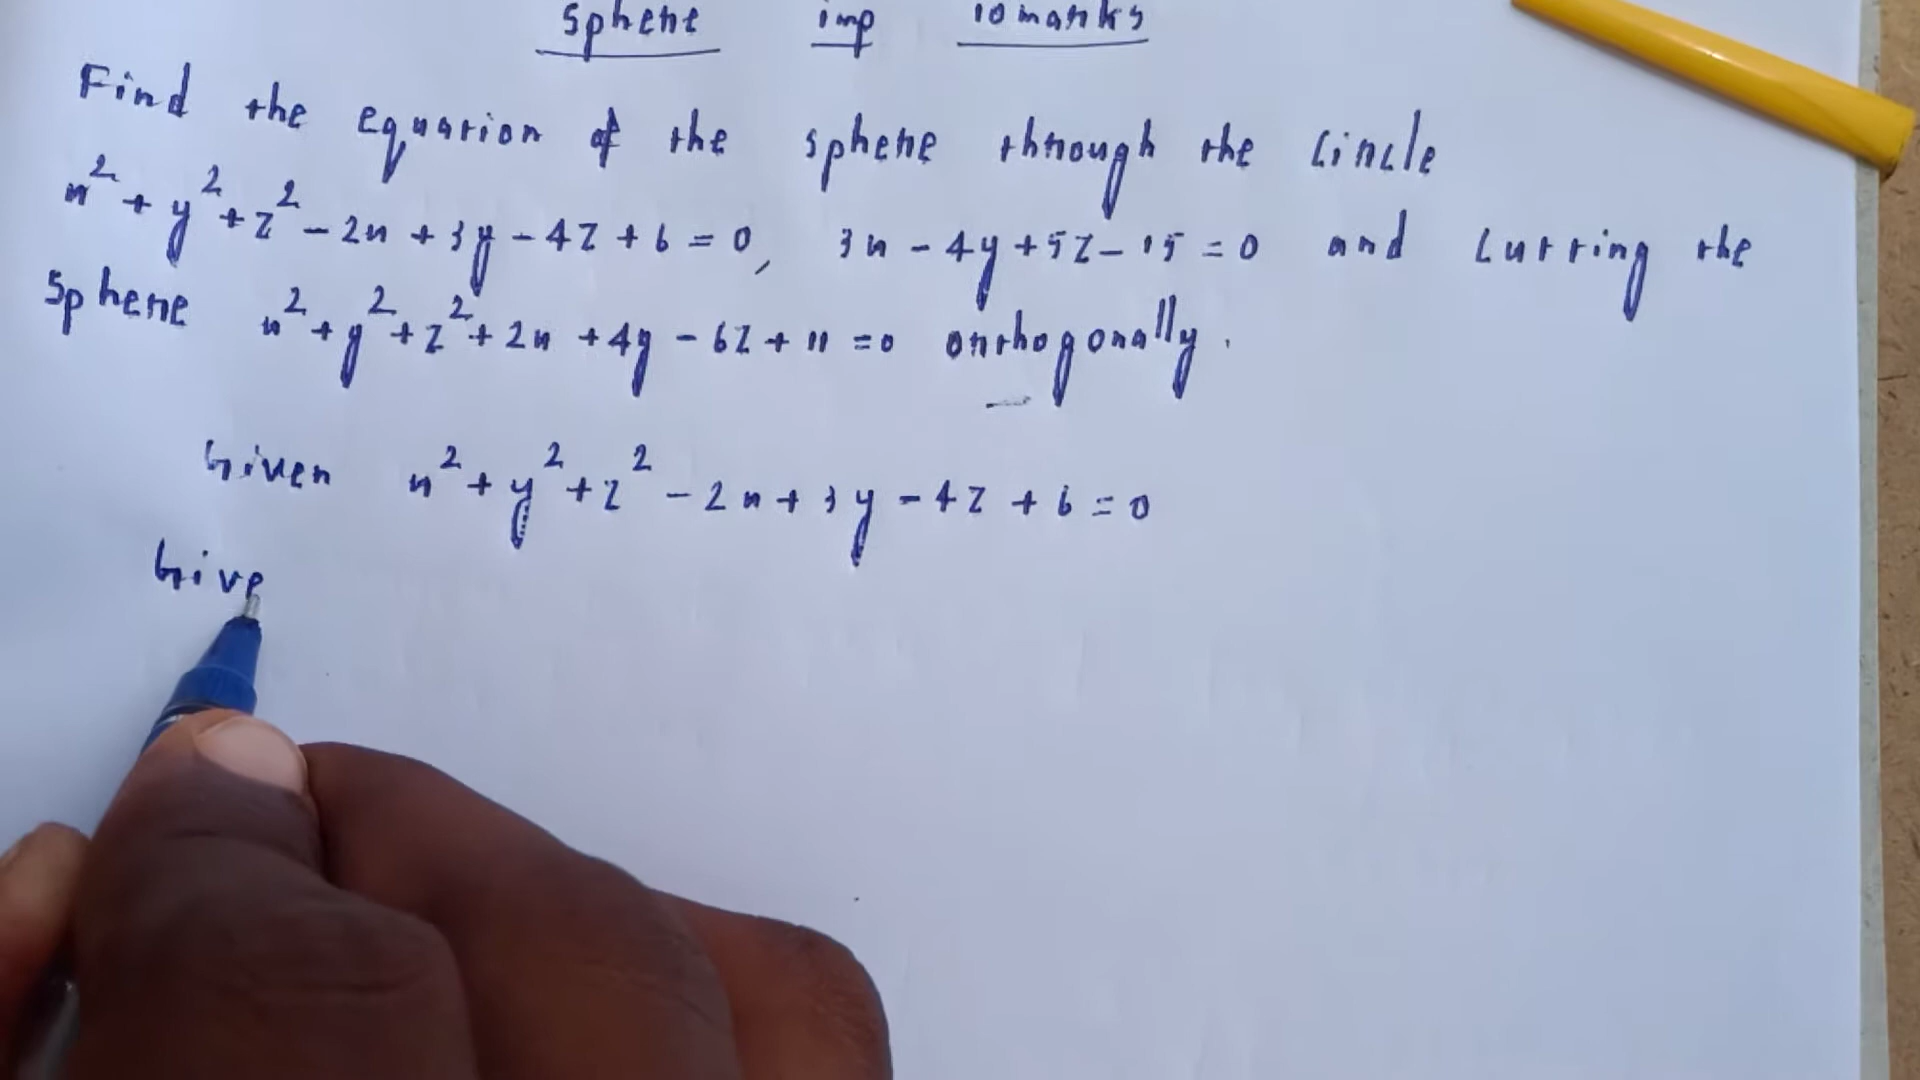 Sphere imp 10 marks
Find the equation of the sphere through the circle
x² + y² + z² - 2x + 3y - 4z + 6 = 0, 3x - 4y + 5z - 15 = 0 and cutting the
Sphere x² + y² + z² + 2x + 4y - 6z + 11 = 0 orthogonally.
Given x² + y² + z² - 2x + 3y - 4z + 6 = 0
Give